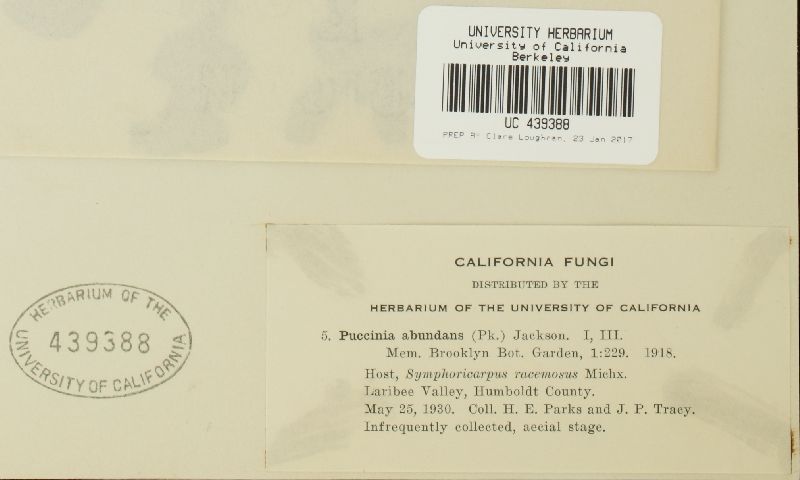 UNIVERSITY HERBARIUM
University of California
Berkeley
UC 439388
PREP BY Clare Loughran, 23 Jan 2017
HERBARIUM OF THE
439388
UNIVERSITY OF CALIFORNIA
CALIFORNIA FUNGI
DISTRIBUTED BY THE
HERBARIUM OF THE UNIVERSITY OF CALIFORNIA
5. Puccinia abundans (Pk.) Jackson. I, III.
Mem. Brooklyn Bot. Garden, 1:229. 1918.
Host, Symphoricarpus racemosus Michx.
Laribee Valley, Humboldt County.
May 25, 1930. Coll. H. E. Parks and J. P. Tracy.
Infrequently collected, aecial stage.